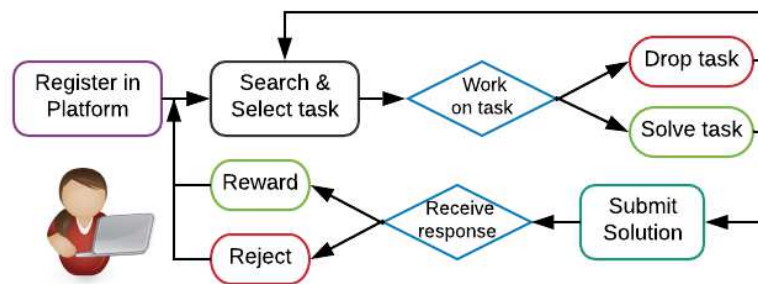 Register in
Platform
Search &
Select task
Work
on task
Drop task
Solve task
Reward
Reject
Receive
response
Submit
Solution